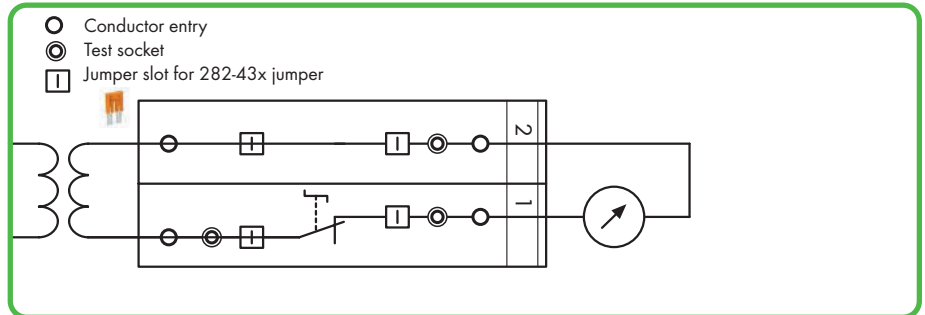 Conductor entry
Test socket
Jumper slot for 282-43x jumper
2
1